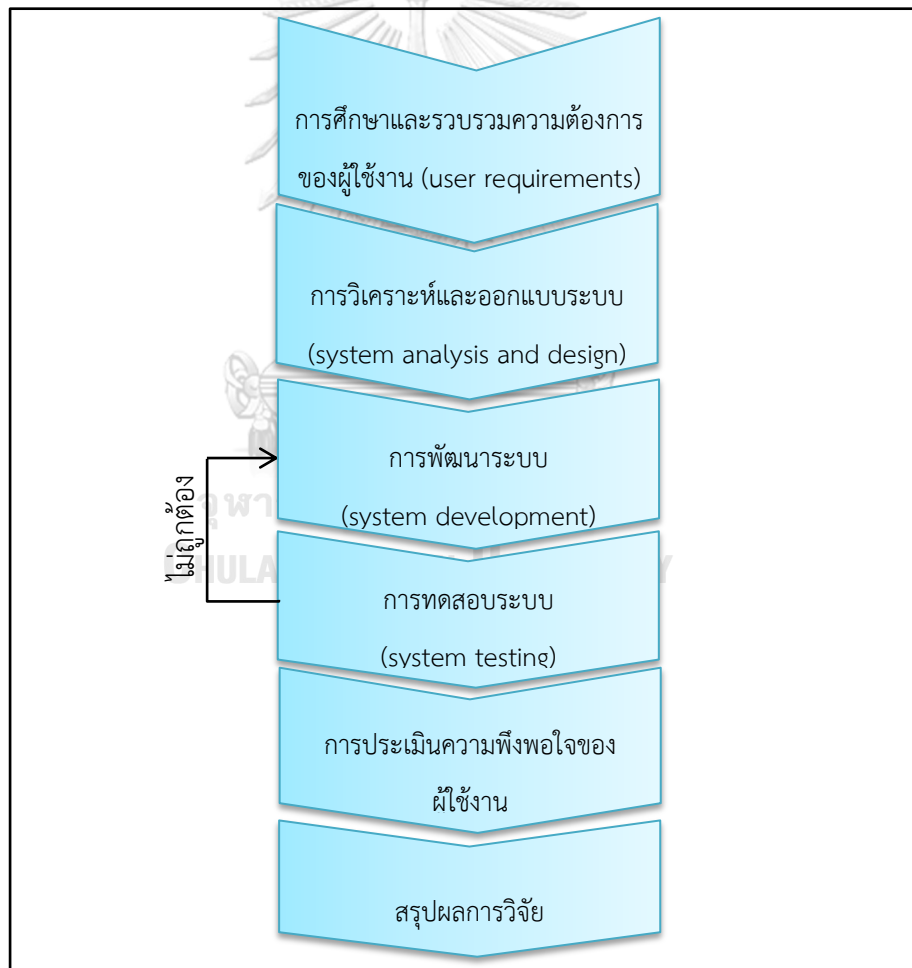 การศึกษาและรวบรวมความต้องการ
ของผู้ใช้งาน (user requirements)
การวิเคราะห์และออกแบบระบบ
(system analysis and design)
การพัฒนาระบบ
(system development)
ไม่ถูกต้อง
การทดสอบระบบ
(system testing)
การประเมินความพึงพอใจของ
ผู้ใช้งาน
สรุปผลการวิจัย